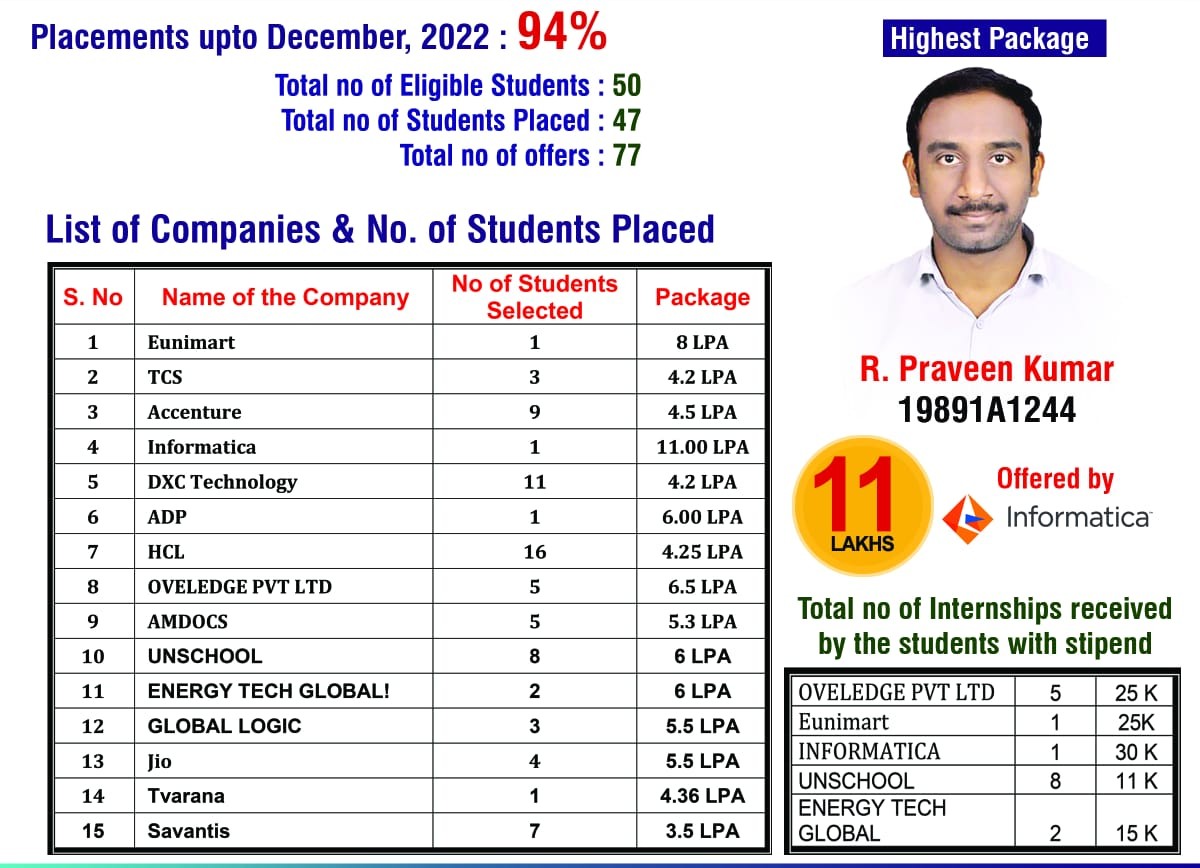 Placements upto December, 2022 : 94%
Total no of Eligible Students : 50
Total no of Students Placed : 47
Total no of offers : 77
List of Companies & No. of Students Placed
S. No Name of the Company No of Students Selected Package
1 Eunimart 1 8 LPA
2 TCS 3 4.2 LPA
3 Accenture 9 4.5 LPA
4 Informatica 1 11.00 LPA
5 DXC Technology 11 4.2 LPA
6 ADP 1 6.00 LPA
7 HCL 16 4.25 LPA
8 OVELEDGE PVT LTD 5 6.5 LPA
9 AMDOCS 5 5.3 LPA
10 UNSCHOOL 8 6 LPA
11 ENERGY TECH GLOBAL! 2 6 LPA
12 GLOBAL LOGIC 3 5.5 LPA
13 Jio 4 5.5 LPA
14 Tvarana 1 4.36 LPA
15 Savantis 7 3.5 LPA
Highest Package
R. Praveen Kumar
19891A1244
11
LAKHS
Offered by
Informatica
Total no of Internships received
by the students with stipend
OVELEDGE PVT LTD 5 25 K
Eunimart 1 25K
INFORMATICA 1 30 K
UNSCHOOL 8 11 K
ENERGY TECH
GLOBAL 2 15 K